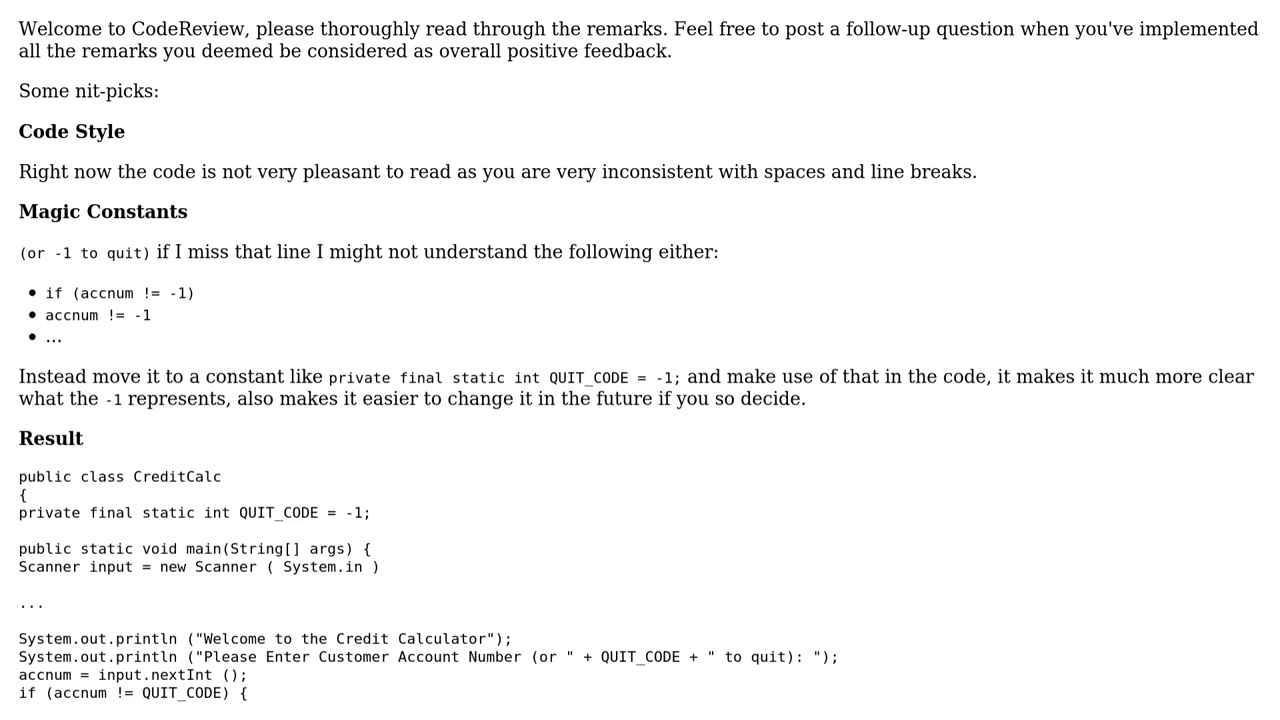 Welcome to CodeReview, please thoroughly read through the remarks. Feel free to post a follow-up question when you've implemented
all the remarks you deemed be considered as overall positive feedback.
Some nit-picks:
Code Style
Right now the code is not very pleasant to read as you are very inconsistent with spaces and line breaks.
Magic Constants
(or -1 to quit) if I miss that line I might not understand the following either:
• if (accnum != -1)
• accnum != -1
• ...
Instead move it to a constant like private final static int QUIT_CODE = -1; and make use of that in the code, it makes it much more clear
what the -1 represents, also makes it easier to change it in the future if you so decide.
Result
public class CreditCalc
{
private final static int QUIT_CODE = -1;
public static void main(String[] args) {
Scanner input = new Scanner ( System.in )
...
System.out.println ("Welcome to the Credit Calculator");
System.out.println ("Please Enter Customer Account Number (or " + QUIT_CODE + " to quit): ");
accnum = input.nextInt ();
if (accnum != QUIT_CODE) {